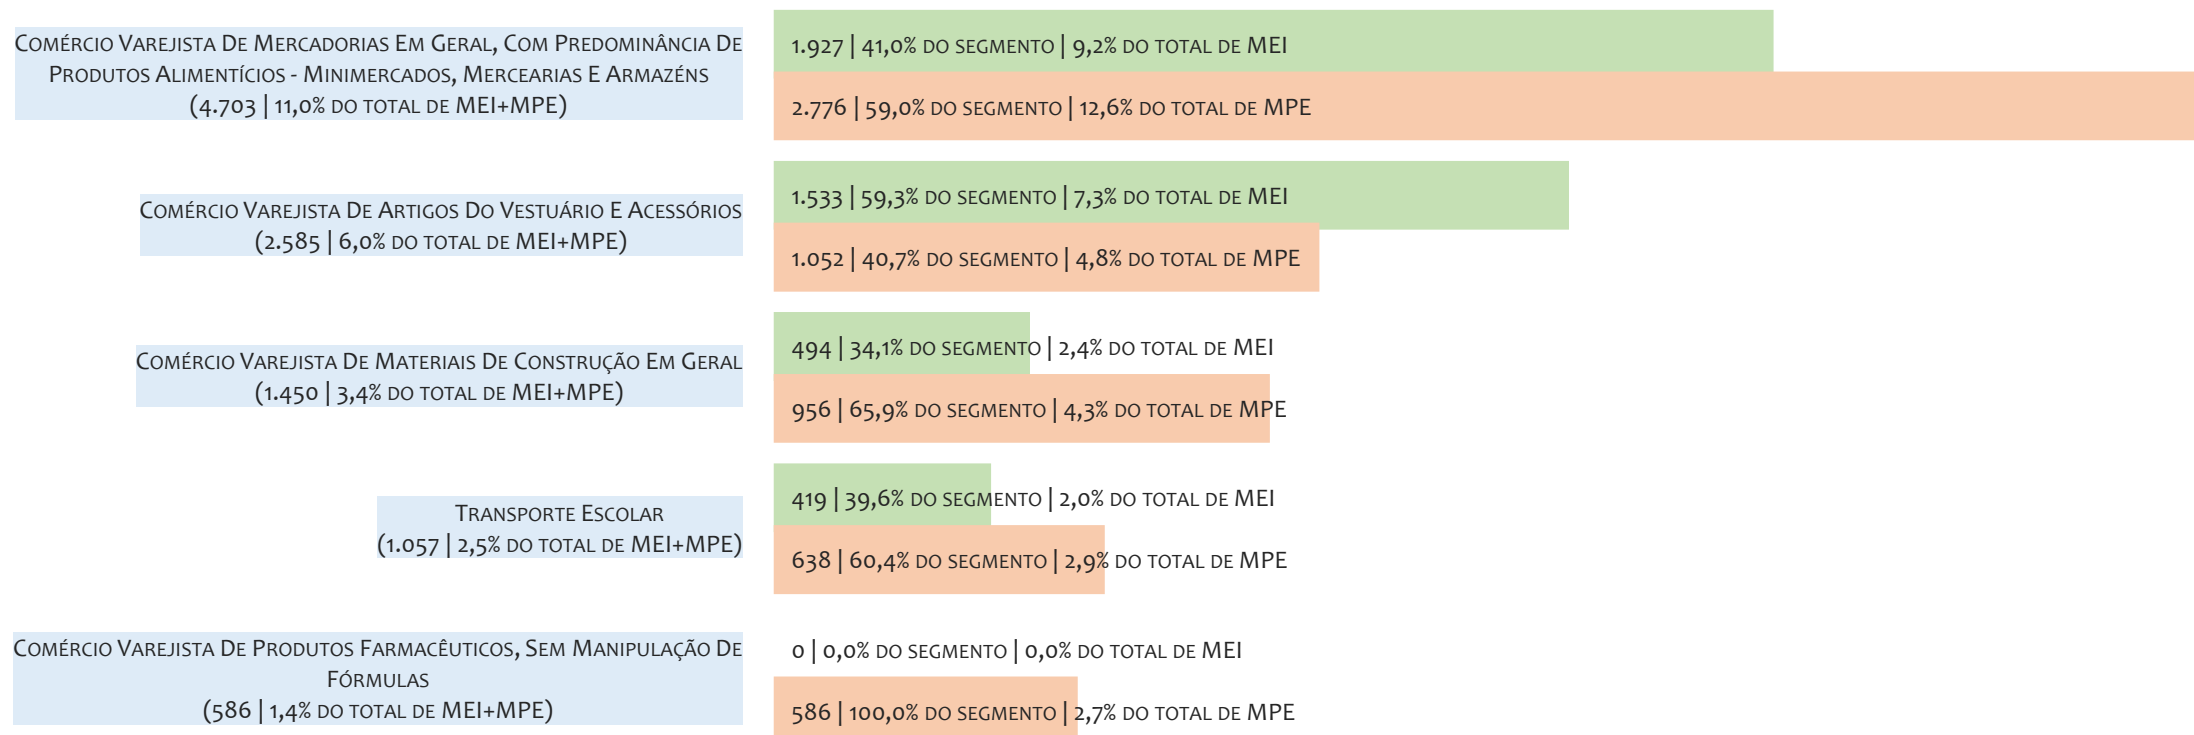 Comércio Varejista De Mercadorias Em Geral, Com Predominância De
Produtos Alimentícios - Minimercados, Mercearias E Armazéns
(4.703 | 11,0% do total de MEI+MPE)
1.927 | 41,0% do segmento | 9,2% do total de MEI
2.776 | 59,0% do segmento | 12,6% do total de MPE
Comércio Varejista De Artigos Do Vestuário E Acessórios
(2.585 | 6,0% do total de MEI+MPE)
1.533 | 59,3% do segmento | 7,3% do total de MEI
1.052 | 40,7% do segmento | 4,8% do total de MPE
Comércio Varejista De Materiais De Construção Em Geral
(1.450 | 3,4% do total de MEI+MPE)
494 | 34,1% do segmento | 2,4% do total de MEI
956 | 65,9% do segmento | 4,3% do total de MPE
Transporte Escolar
(1.057 | 2,5% do total de MEI+MPE)
419 | 39,6% do segmento | 2,0% do total de MEI
638 | 60,4% do segmento | 2,9% do total de MPE
Comércio Varejista De Produtos Farmacêuticos, Sem Manipulação De
Fórmulas
(586 | 1,4% do total de MEI+MPE)
0 | 0,0% do segmento | 0,0% do total de MEI
586 | 100,0% do segmento | 2,7% do total de MPE